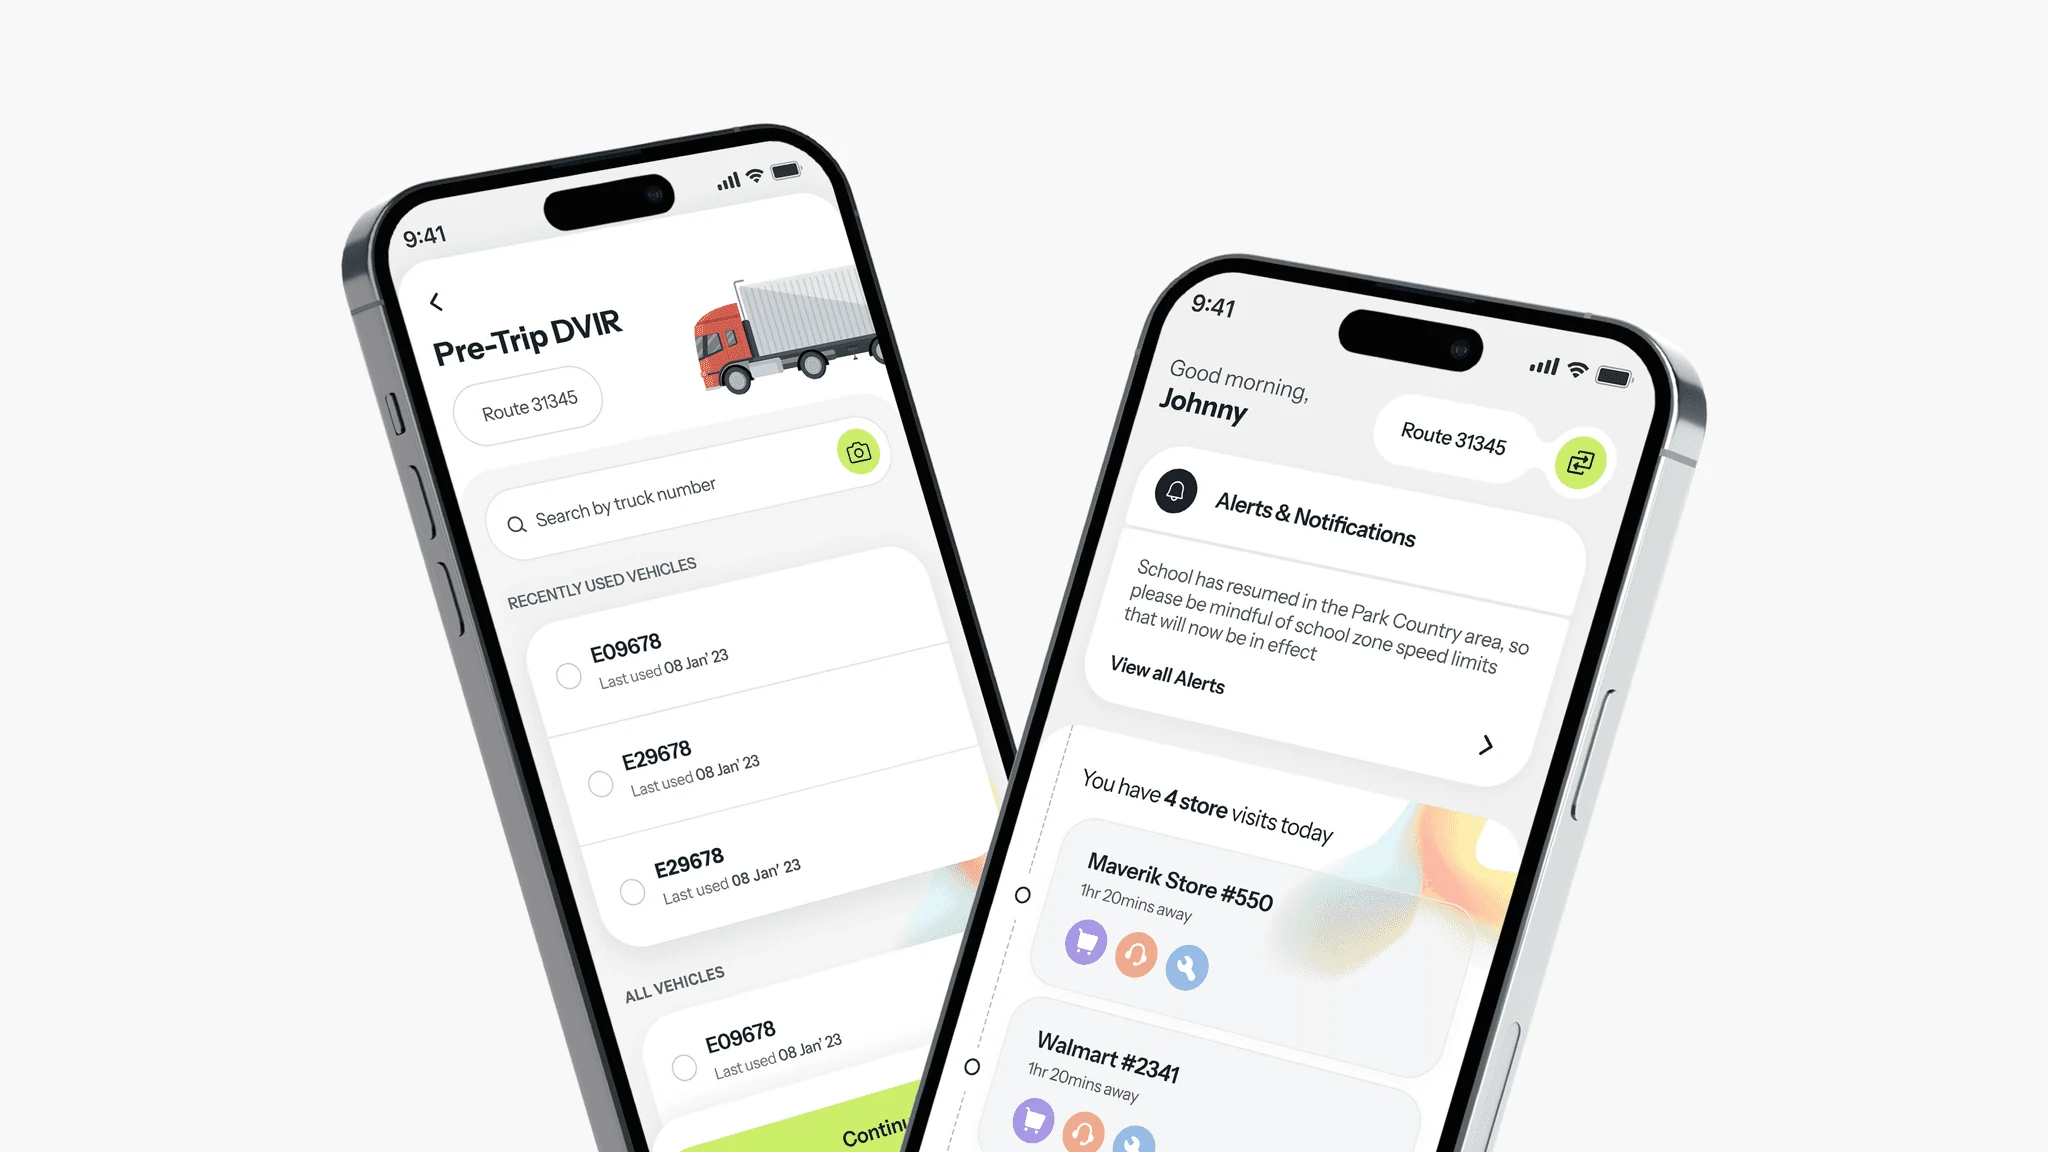 9:41
Pre-Trip DVIR
Route 31345
Search by truck number
RECENTLY USED VEHICLES
E09678
Last used 08 Jan' 23
E29678
Last used 08 Jan' 23
E29678
Last used 08 Jan' 23
ALL VEHICLES
E09678
Last used 08 Jan' 23
Continu
9:41
Good morning,
Johnny
Route 31345
Alerts & Notifications
School has resumed in the Park Country area, so
please be mindful of school zone speed limits
that will now be in effect
View all Alerts
You have 4 store visits today
Maverik Store #550
1hr 20mins away
Walmart #2341
1hr 20mins away